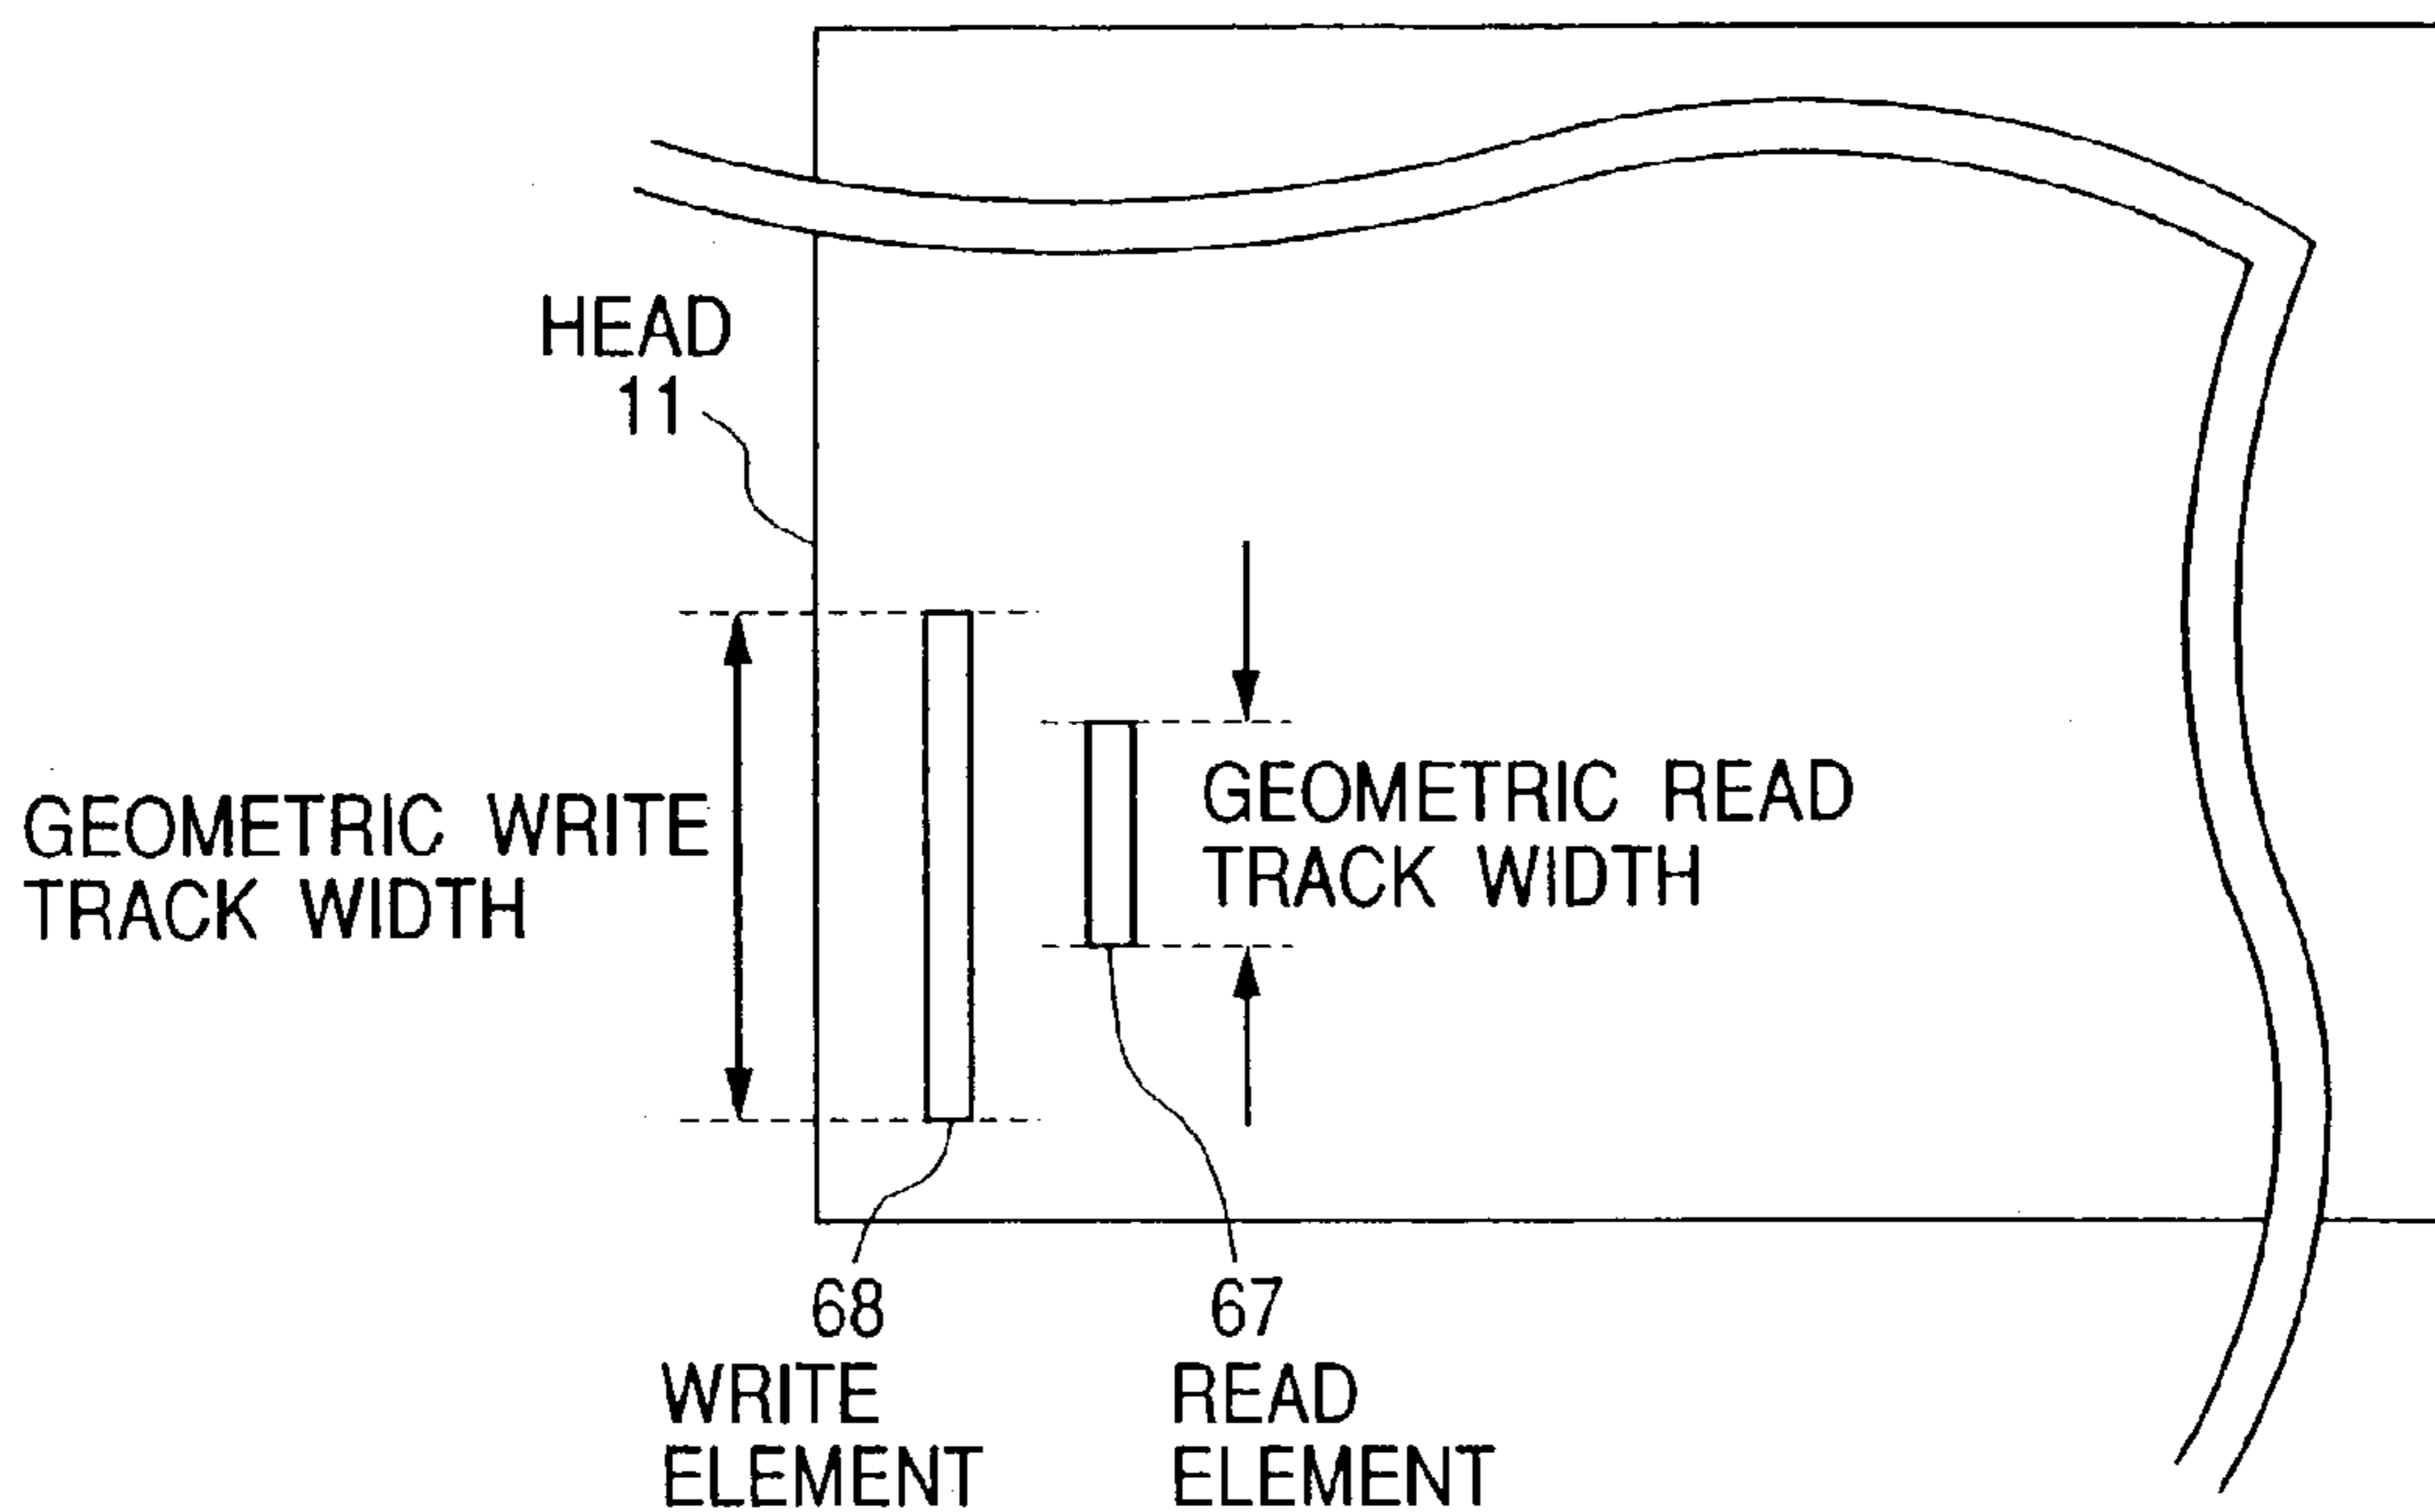 HEAD
11
GEOMETRIC WRITE
TRACK WIDTH
GEOMETRIC READ
TRACK WIDTH
68
WRITE
ELEMENT
67
READ
ELEMENT